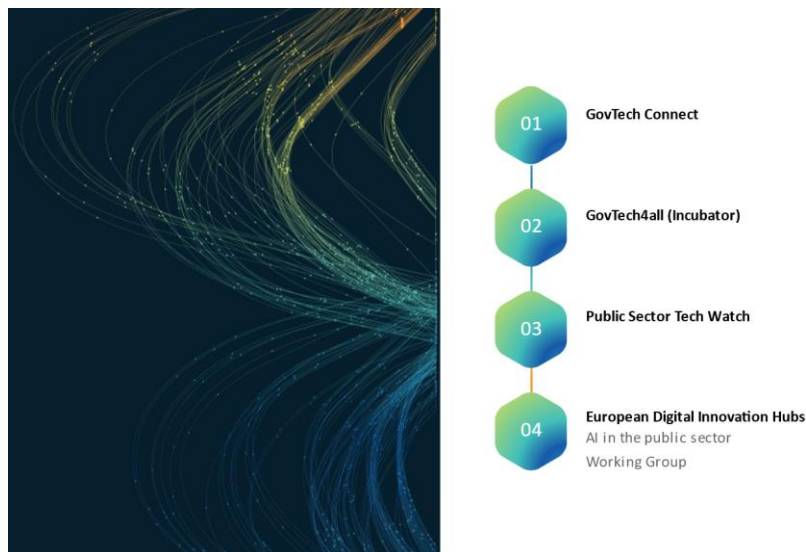 01
GovTech Connect
02
GovTech4all (Incubator)
03
Public Sector Tech Watch
04
European Digital Innovation Hubs
AI in the public sector
Working Group